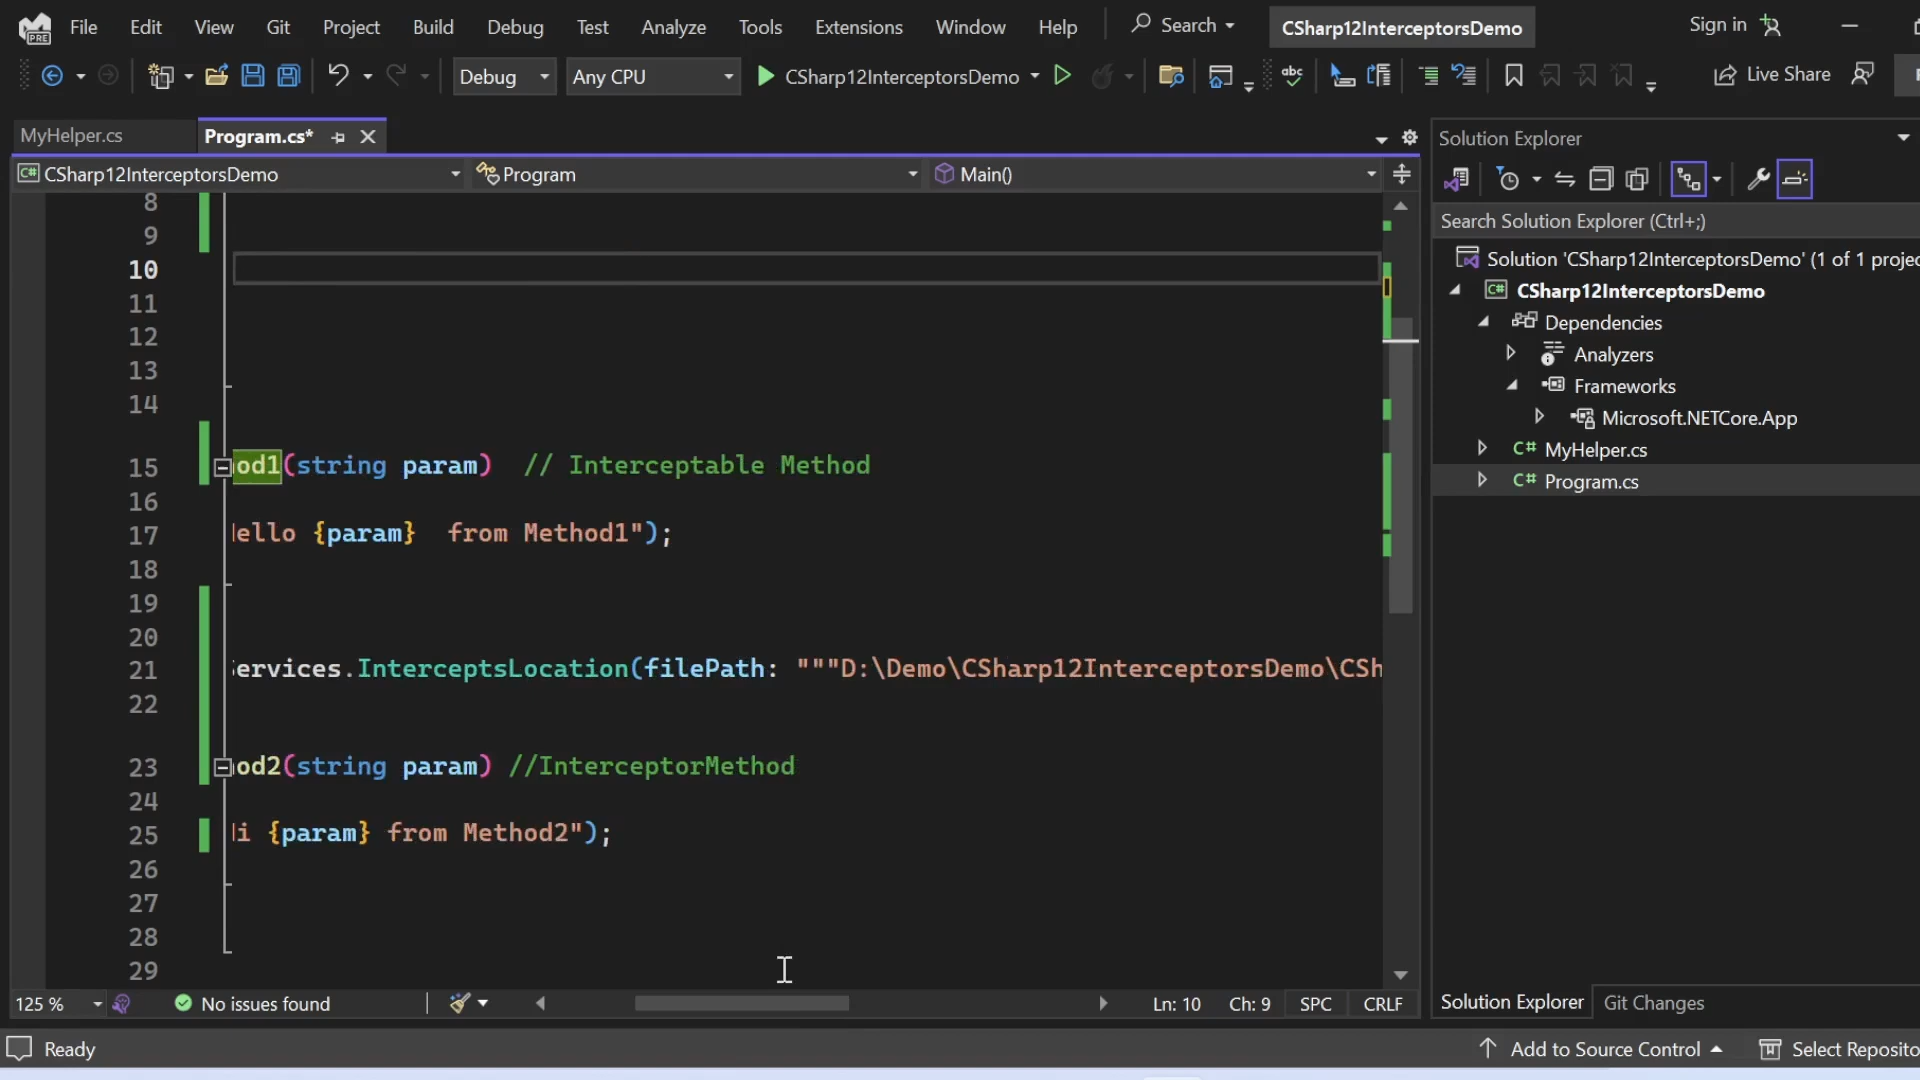 File Edit View Git Project Build Debug Test Analyze Tools Extensions Window Help Search CSharp12InterceptorsDemo Sign in
PRE
Debug Any CPU CSharp12InterceptorsDemo abc Live Share
MyHelper.cs Program.cs*
C# CSharp12InterceptorsDemo Program Main()
8
9
10
11
12
13
14
15 od1(string param) // Interceptable Method
16
17 ello {param}  from Method1");
18
19
20
21 ervices.InterceptsLocation(filePath: """D:\Demo\CSharp12InterceptorsDemo\CSh
22
23 od2(string param) //InterceptorMethod
24
25 i {param} from Method2");
26
27
28
29
125 % No issues found Ln: 10 Ch: 9 SPC CRLF
Solution Explorer
Search Solution Explorer (Ctrl+;)
Solution 'CSharp12InterceptorsDemo' (1 of 1 projec
C# CSharp12InterceptorsDemo
Dependencies
Analyzers
Frameworks
Microsoft.NETCore.App
C# MyHelper.cs
C# Program.cs
Solution Explorer Git Changes
Ready Add to Source Control Select Reposito